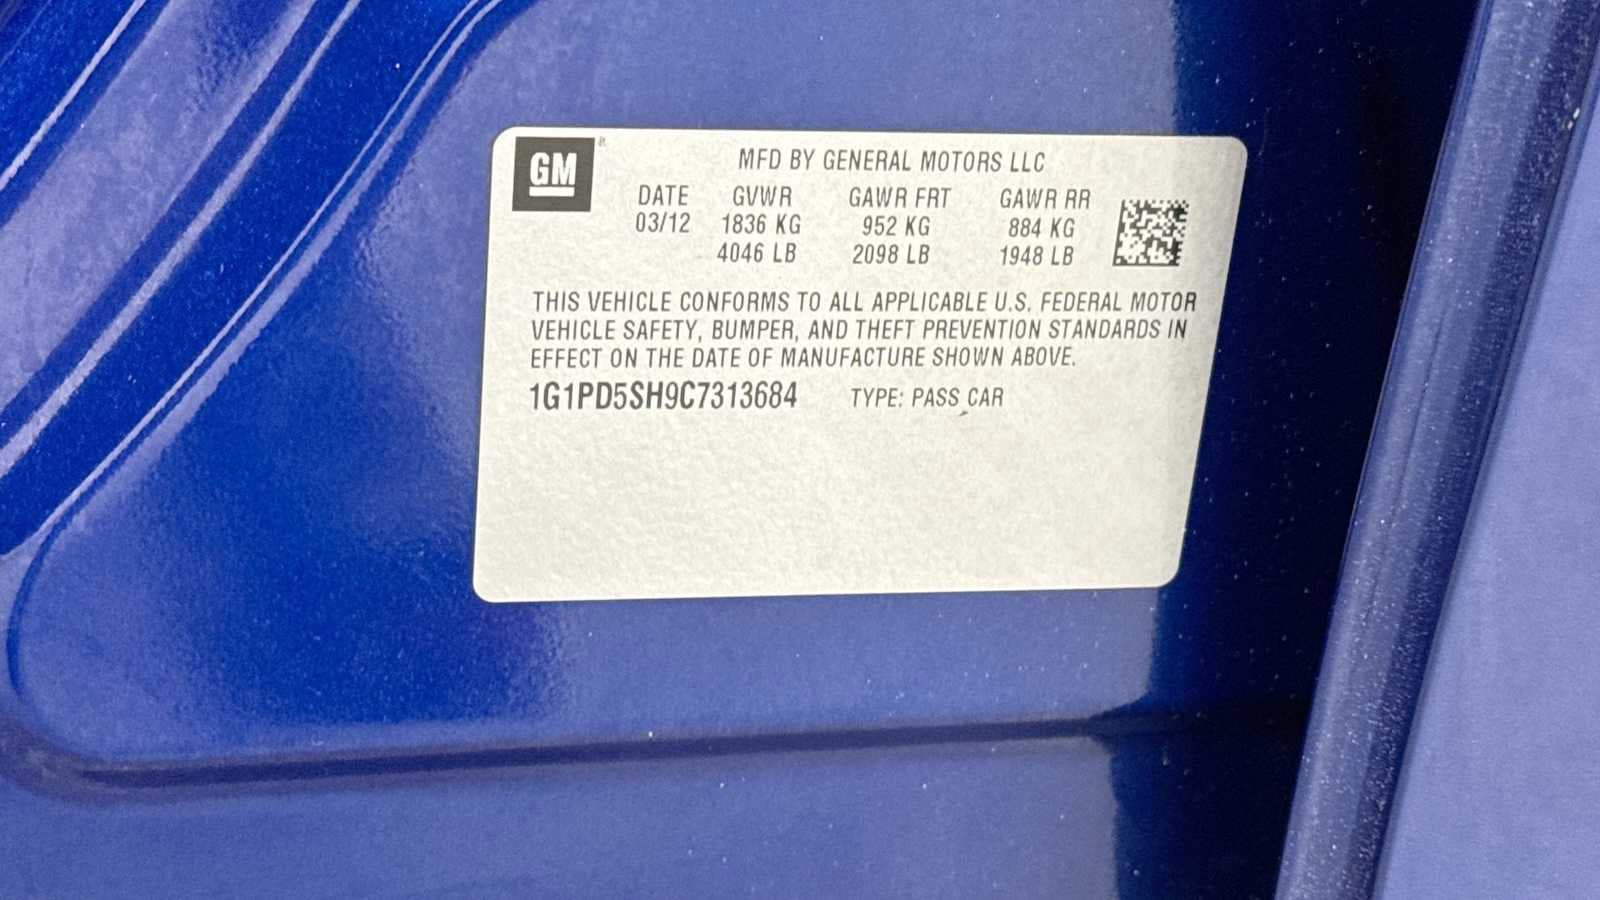 GM
MFD BY GENERAL MOTORS LLC
DATE GVWR GAWR FRT GAWR RR
03/12 1836 KG 952 KG 884 KG
4046 LB 2098 LB 1948 LB
THIS VEHICLE CONFORMS TO ALL APPLICABLE U.S. FEDERAL MOTOR
VEHICLE SAFETY, BUMPER, AND THEFT PREVENTION STANDARDS IN
EFFECT ON THE DATE OF MANUFACTURE SHOWN ABOVE.
1G1PD5SH9C7313684 TYPE: PASS CAR